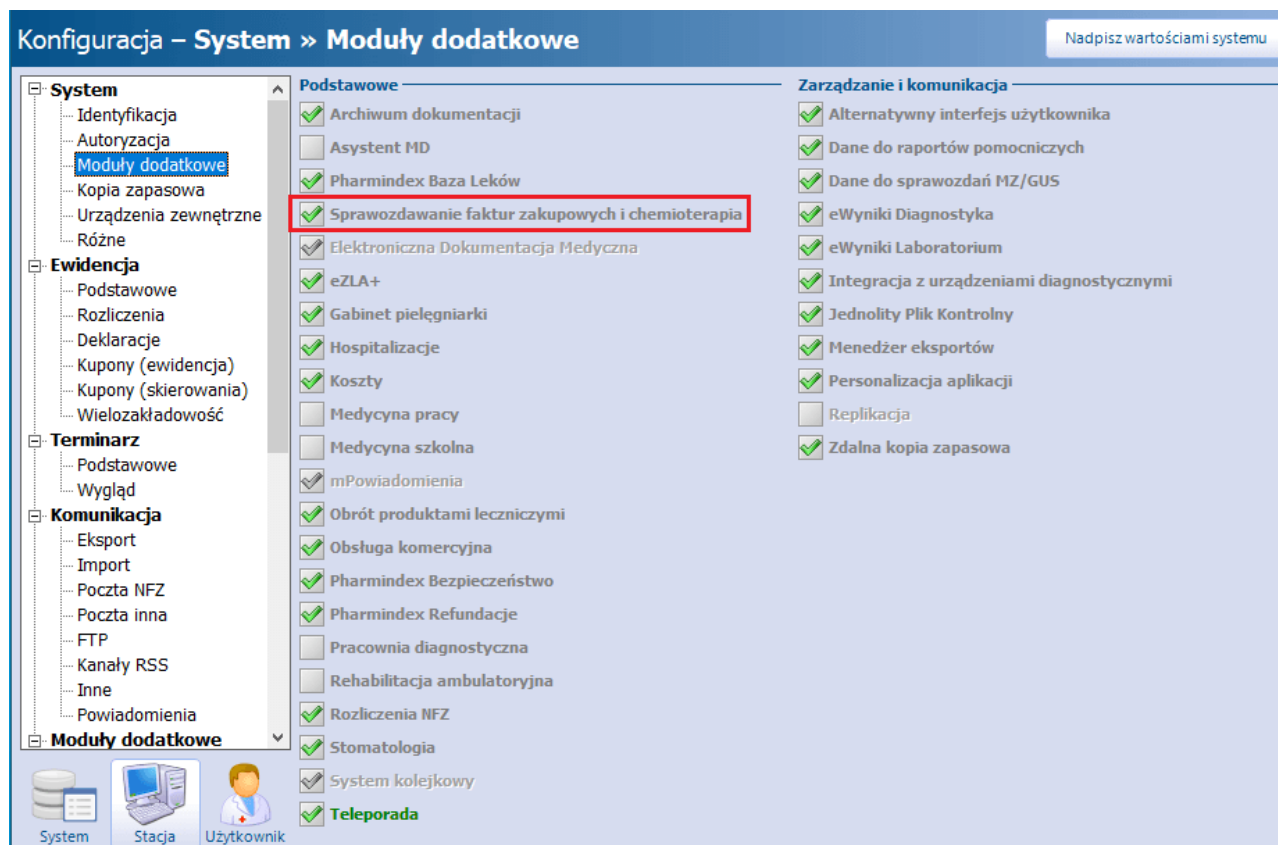 Konfiguracja – System » Moduły dodatkowe
Nadpisz wartościami systemu
System
Identyfikacja
Autoryzacja
Moduły dodatkowe
Kopia zapasowa
Urządzenia zewnętrzne
Różne
Ewidencja
Podstawowe
Rozliczenia
Deklaracje
Kupony (ewidencja)
Kupony (skierowania)
Wielozakładowość
Terminarz
Podstawowe
Wygląd
Komunikacja
Eksport
Import
Poczta NFZ
Poczta inna
FTP
Kanały RSS
Inne
Powiadomienia
Moduły dodatkowe
System
Stacja
Użytkownik
Podstawowe
Archiwum dokumentacji
Asystent MD
Pharmindex Baza Leków
Sprawozdawanie faktur zakupowych i chemioterapia
Elektroniczna Dokumentacja Medyczna
eZLA+
Gabinet pielęgniarki
Hospitalizacje
Koszty
Medycyna pracy
Medycyna szkolna
mPowiadomienia
Obrót produktami leczniczymi
Obsługa komercyjna
Pharmindex Bezpieczeństwo
Pharmindex Refundacje
Pracownia diagnostyczna
Rehabilitacja ambulatoryjna
Rozliczenia NFZ
Stomatologia
System kolejkowy
Teleporada
Zarządzanie i komunikacja
Alternatywny interfejs użytkownika
Dane do raportów pomocniczych
Dane do sprawozdań MZ/GUS
eWyniki Diagnostyka
eWyniki Laboratorium
Integracja z urządzeniami diagnostycznymi
Jednolity Plik Kontrolny
Menedżer eksportów
Personalizacja aplikacji
Replikacja
Zdalna kopia zapasowa